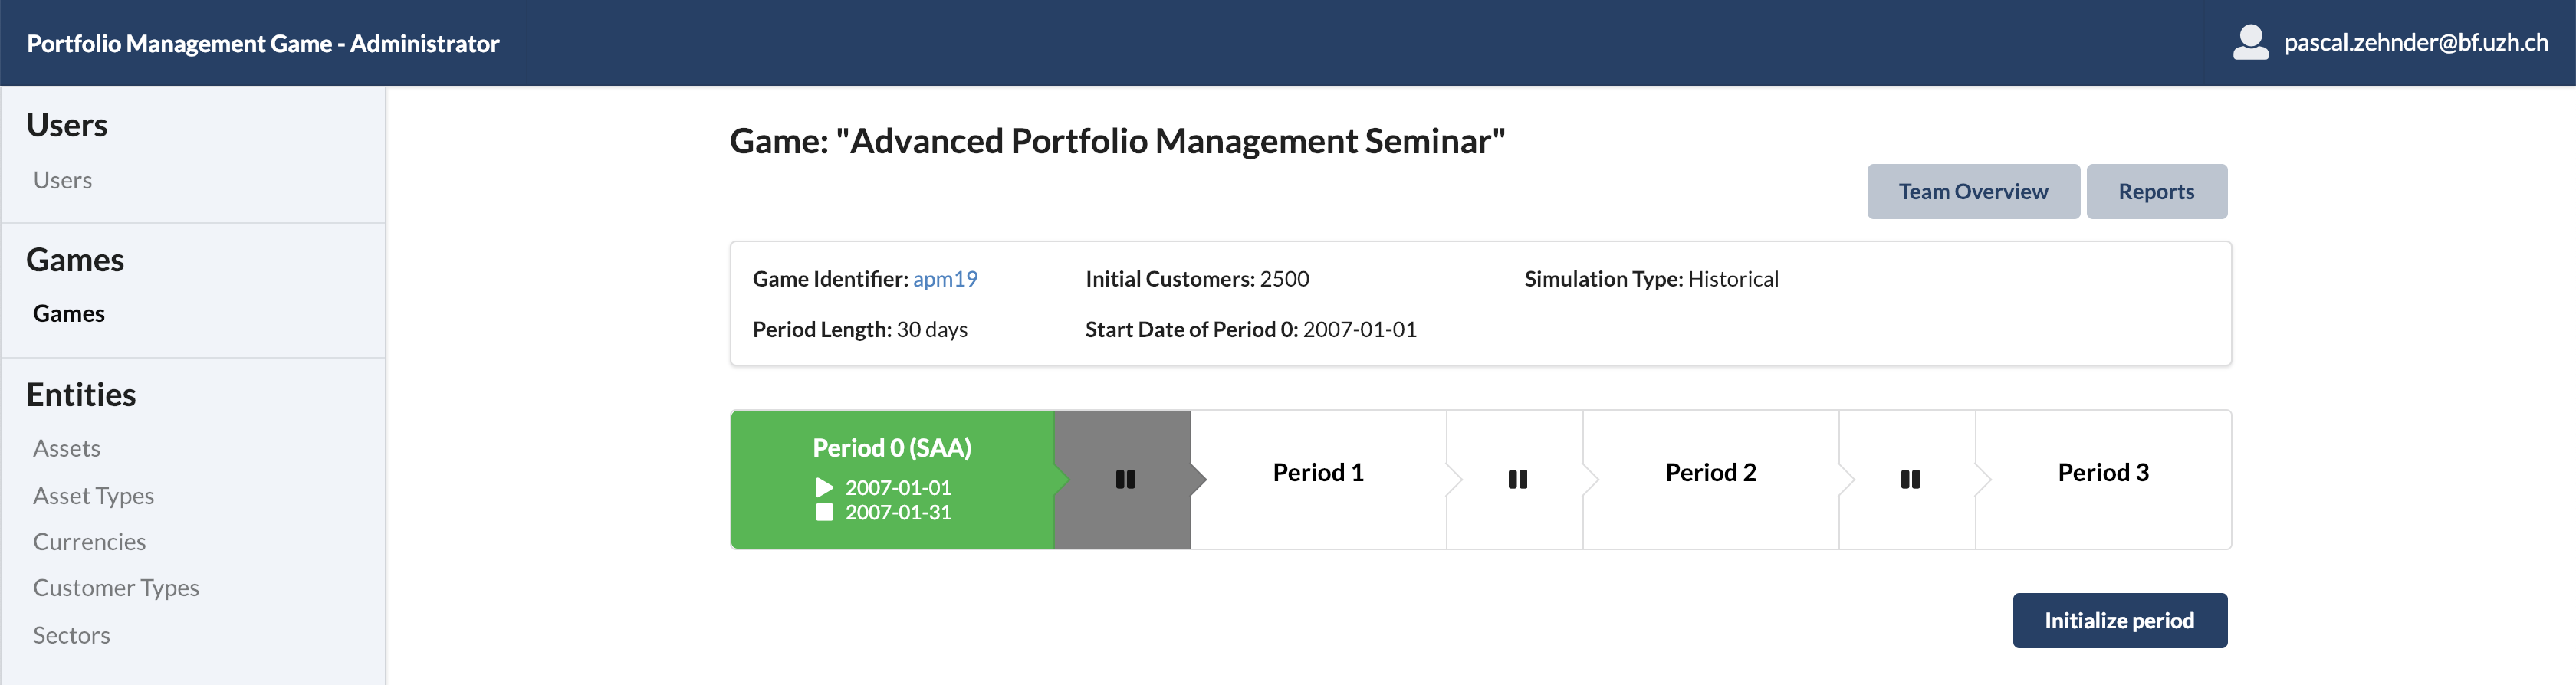 Portfolio Management Game - Administrator
pascal.zehnder@bf.uzh.ch
Users
Users
Games
Games
Entities
Assets
Asset Types
Currencies
Customer Types
Sectors
Game: "Advanced Portfolio Management Seminar"
Team Overview
Reports
Game Identifier: apm19
Initial Customers: 2500
Simulation Type: Historical
Period Length: 30 days
Start Date of Period 0: 2007-01-01
Period 0 (SAA)
2007-01-01
2007-01-31
Period 1
Period 2
Period 3
Initialize period